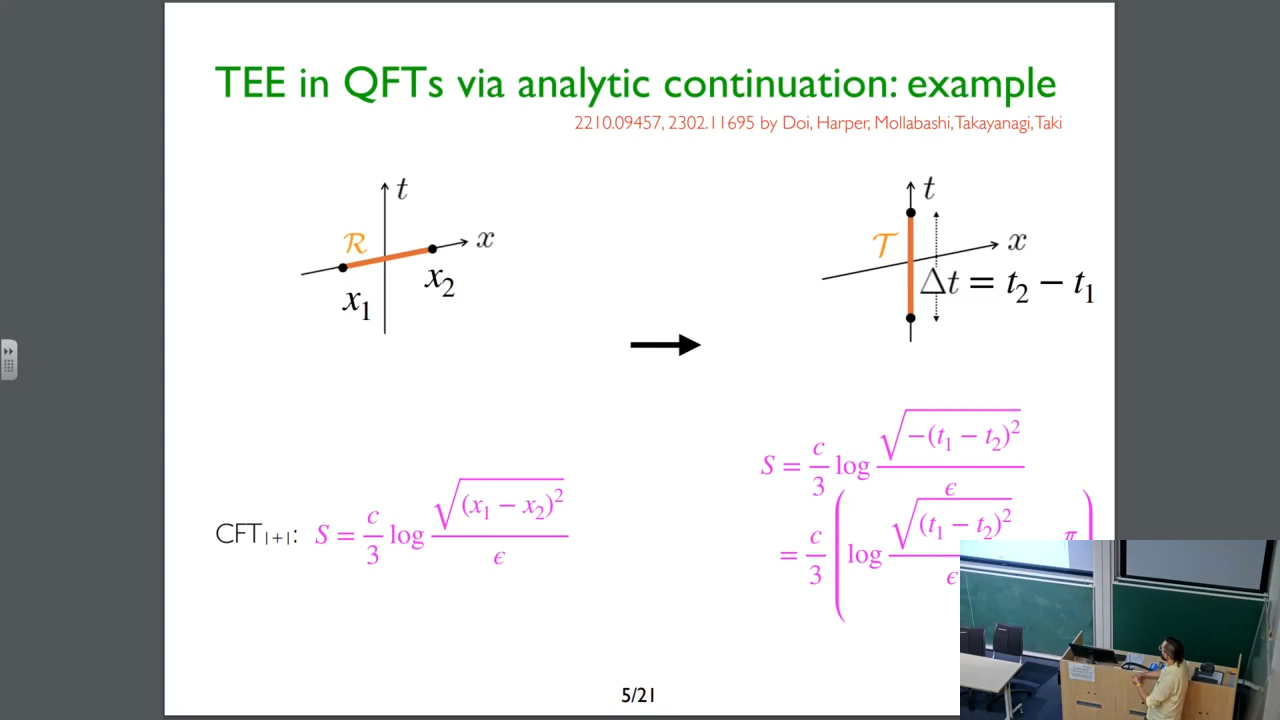 TEE in QFTs via analytic continuation: example
2210.09457, 2302.11695 by Doi, Harper, Mollabashi, Takayanagi, Taki
t
ℛ
x
x₁
x₂
t
𝒯
x
Δt = t₂ − t₁
CFT₁₊₁: S = c/3 log √(x₁ − x₂)²/ϵ
S = c/3 log √−(t₁ − t₂)²/ϵ
= c/3 ( log √(t₁ − t₂)²/ϵ π )
5/21